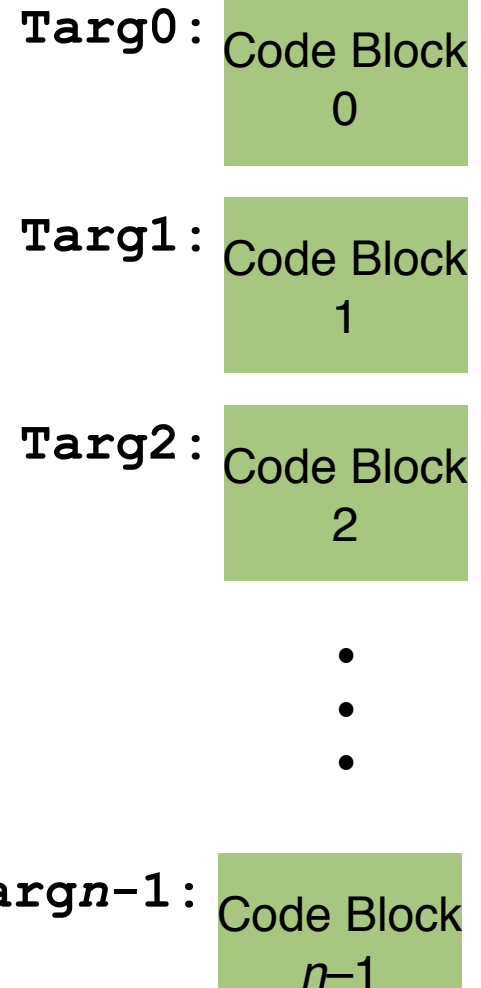 Targ0:
Code Block
0
Targ1:
Code Block
1
Targ2:
Code Block
2
•
•
•
argn-1:
Code Block
n–1